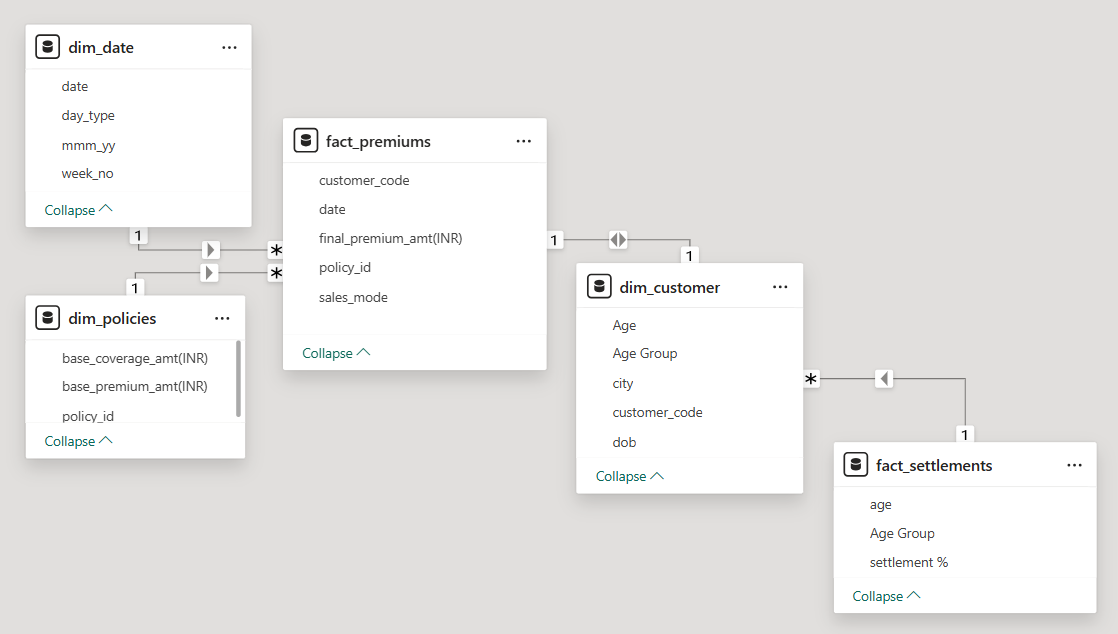 dim_date
date
day_type
mmm_yy
week_no
Collapse
1
*
dim_policies
1
*
base_coverage_amt(INR)
base_premium_amt(INR)
policy_id
Collapse
fact_premiums
customer_code
date
final_premium_amt(INR)
policy_id
sales_mode
Collapse
1
1
dim_customer
Age
Age Group
city
customer_code
dob
Collapse
*
1
fact_settlements
age
Age Group
settlement %
Collapse